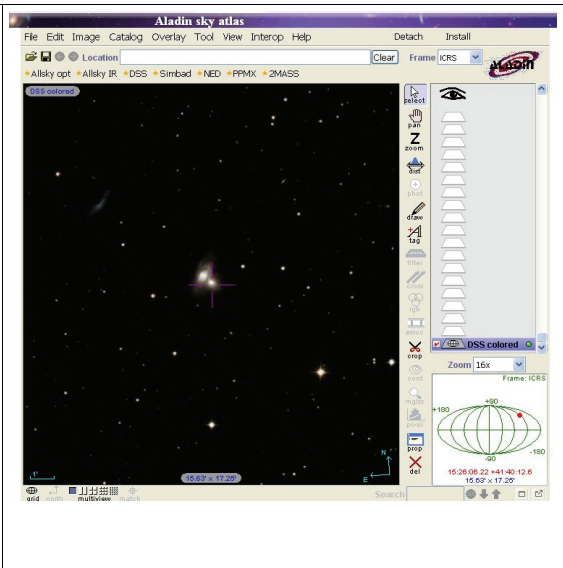 Aladin sky atlas
File Edit Image Catalog Overlay Tool View Interop Help Detach Install
Location Clear Frame ICRS
Allsky opt Allsky IR DSS Simbad NED PPMX 2MASS
ALADIN
DSS colored
select
pan
Z
zoom
dist
phot
draw
A
tag
filter
cross
rgb
assoc
crop
cont
mglss
pixel
prop
del
DSS colored
Zoom 16x
Frame: ICRS
+90
+180
-180
-90
15:26:06.22 +41:40:12.6
15.63' x 17.25'
1'
15.63' x 17.25'
N
E
grid north multiview match Search